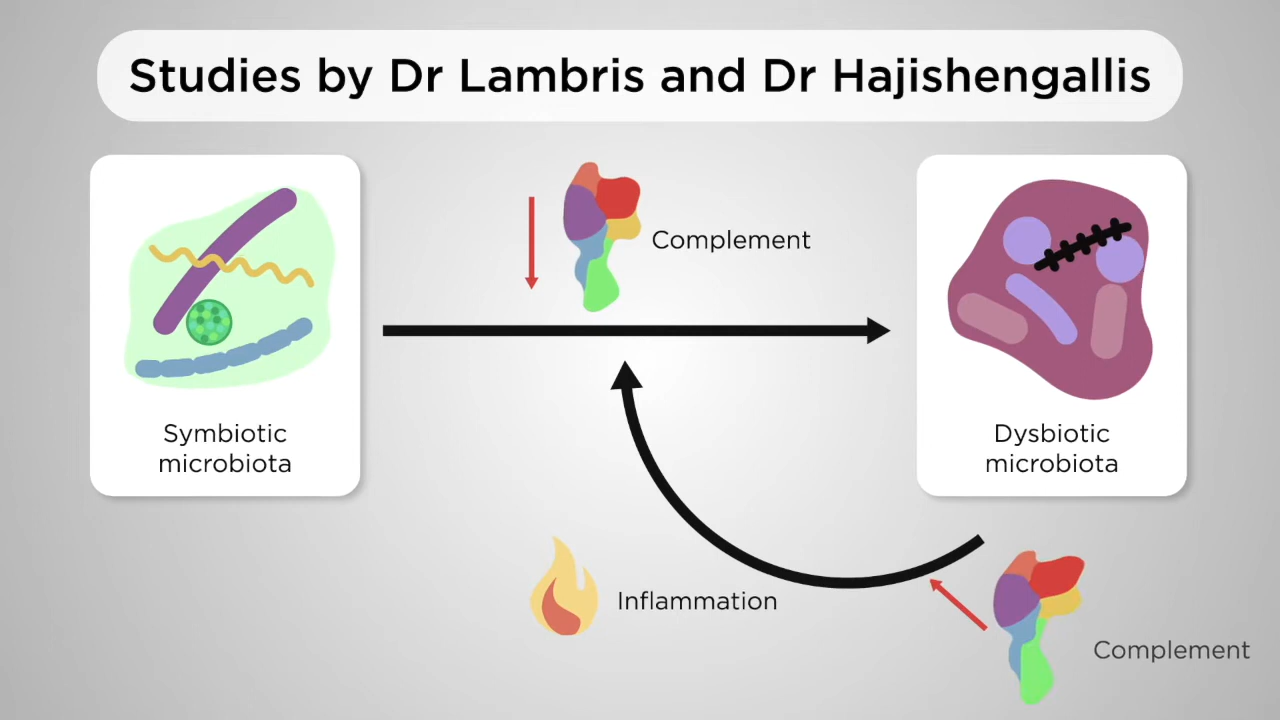 Studies by Dr Lambris and Dr Hajishengallis
Complement
Symbiotic
microbiota
Dysbiotic
microbiota
Inflammation
Complement